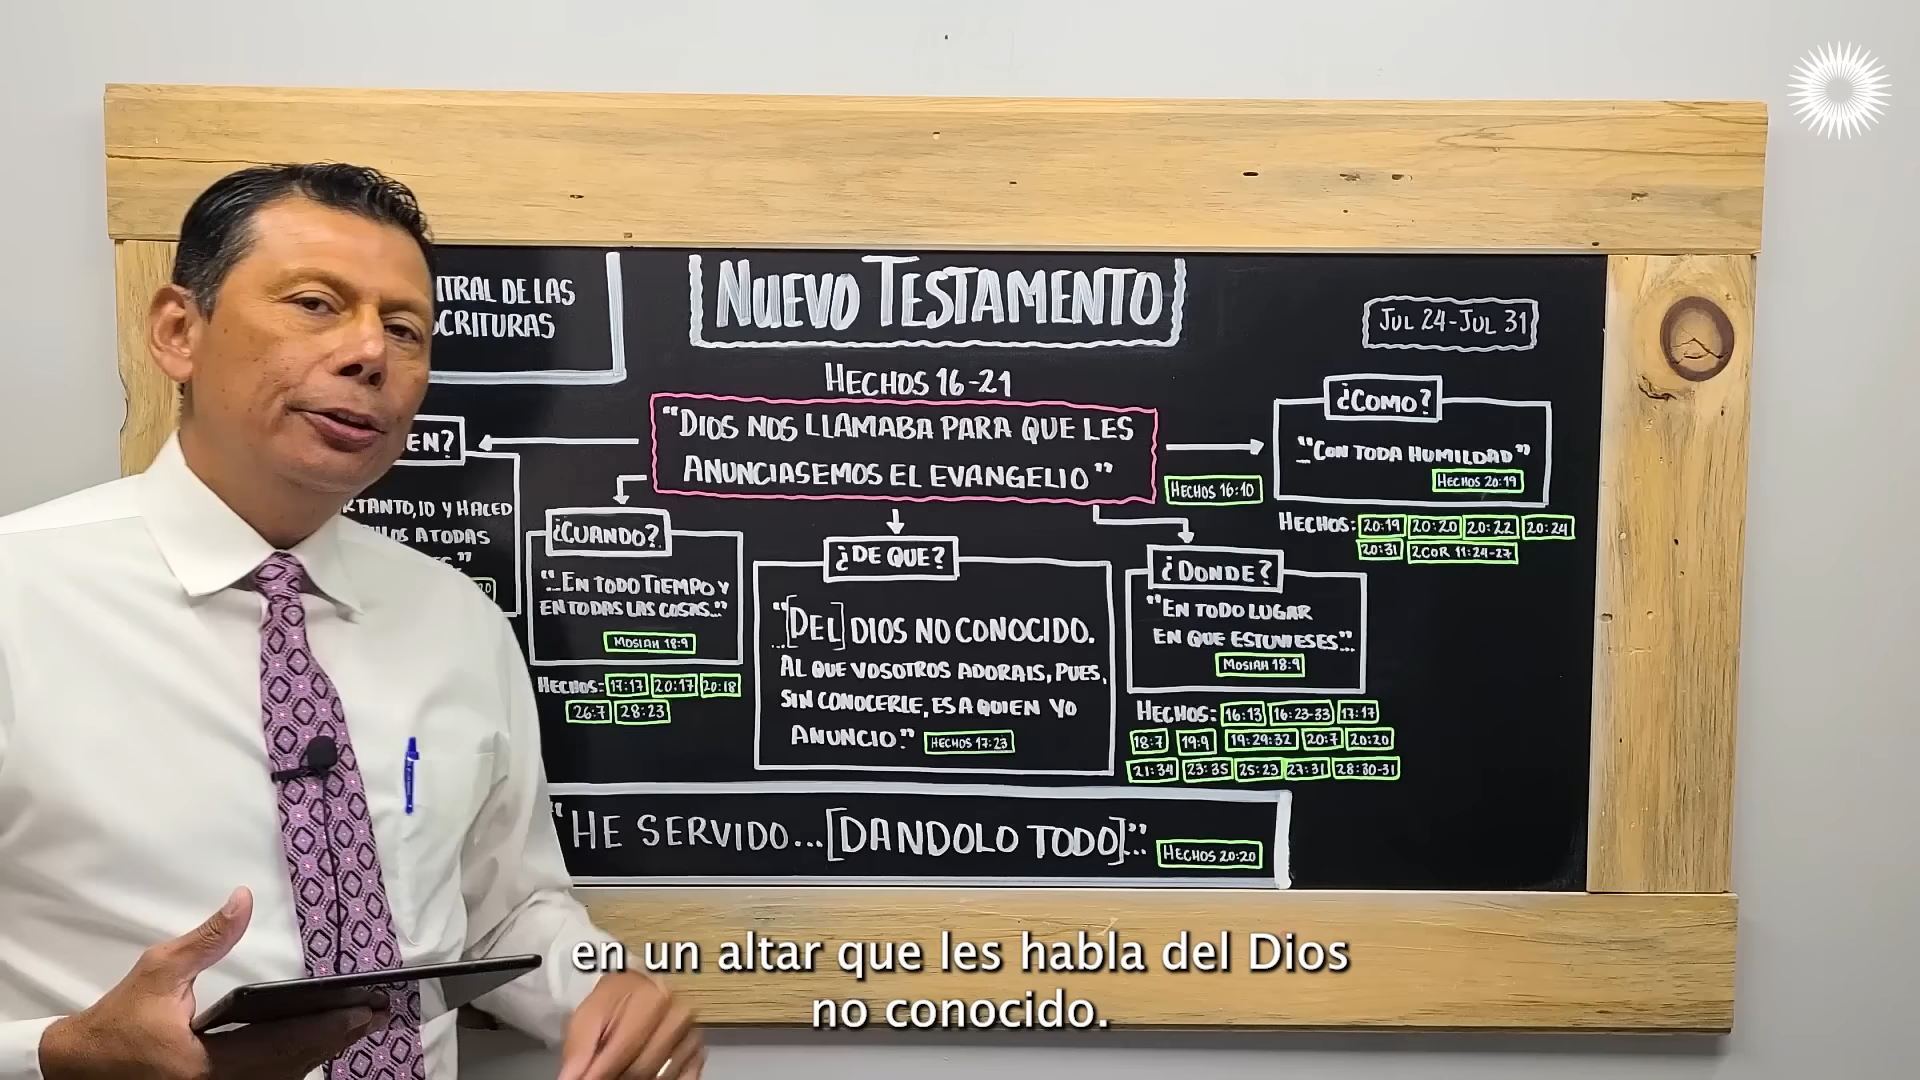 TRAL DE LAS
CRITURAS
NUEVO TESTAMENTO
JUL 24-JUL 31
HECHOS 16-21
"DIOS NOS LLAMABA PARA QUE LES
ANUNCIASEMOS EL EVANGELIO"
HECHOS 16:10
EN?
TANTO, ID Y HACED
A TODAS
¿CUANDO?
"...EN TODO TIEMPO Y
EN TODAS LAS COSAS..."
MOSIAH 18:9
HECHOS: 17:17 20:17 20:18
26:7 28:23
¿DE QUE?
"...[DEL] DIOS NO CONOCIDO.
AL QUE VOSOTROS ADORAIS, PUES,
SIN CONOCERLE, ES A QUIEN YO
ANUNCIO." HECHOS 17:23
¿DONDE?
"EN TODO LUGAR
EN QUE ESTUVIESES..."
MOSIAH 18:9
HECHOS: 16:13 16:23-33 17:17
18:7 19:9 19:29:32 20:7 20:20
21:34 23:35 25:23 27:31 28:30-31
¿COMO?
"...CON TODA HUMILDAD"
HECHOS 20:19
HECHOS: 20:19 20:20 20:22 20:24
20:31 2COR 11:24-27
"HE SERVIDO...[DANDOLO TODO]..."
HECHOS 20:20
en un altar que les habla del Dios
no conocido.